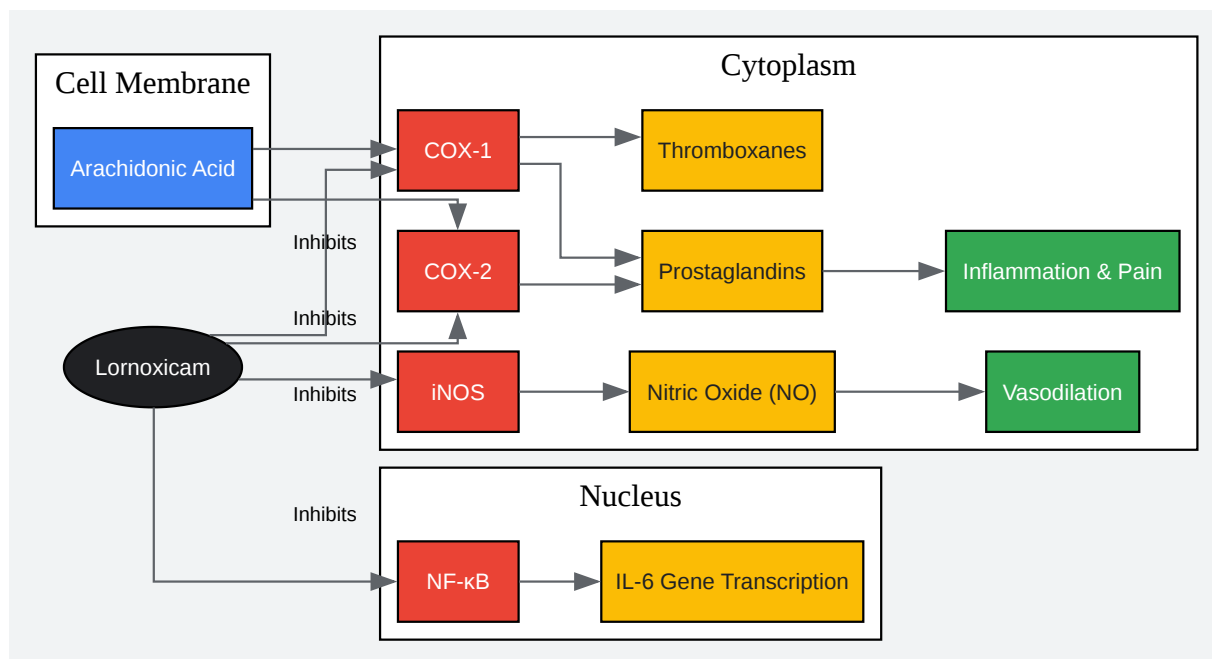 Cell Membrane
Arachidonic Acid
Cytoplasm
COX-1
Thromboxanes
Inhibits
COX-2
Prostaglandins
Inflammation & Pain
Inhibits
Lornoxicam
Inhibits
iNOS
Nitric Oxide (NO)
Vasodilation
Nucleus
Inhibits
NF-κB
IL-6 Gene Transcription